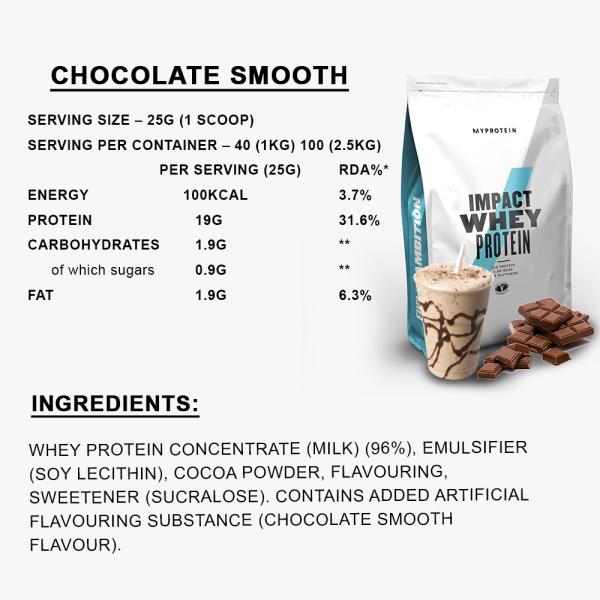 CHOCOLATE SMOOTH
SERVING SIZE – 25G (1 SCOOP)
SERVING PER CONTAINER – 40 (1KG) 100 (2.5KG)
PER SERVING (25G) RDA%*
ENERGY 100KCAL 3.7%
PROTEIN 19G 31.6%
CARBOHYDRATES 1.9G **
of which sugars 0.9G **
FAT 1.9G 6.3%
MYPROTEIN
IMPACT
WHEY
PROTEIN
AMBITION
INGREDIENTS:
WHEY PROTEIN CONCENTRATE (MILK) (96%), EMULSIFIER
(SOY LECITHIN), COCOA POWDER, FLAVOURING,
SWEETENER (SUCRALOSE). CONTAINS ADDED ARTIFICIAL
FLAVOURING SUBSTANCE (CHOCOLATE SMOOTH
FLAVOUR).